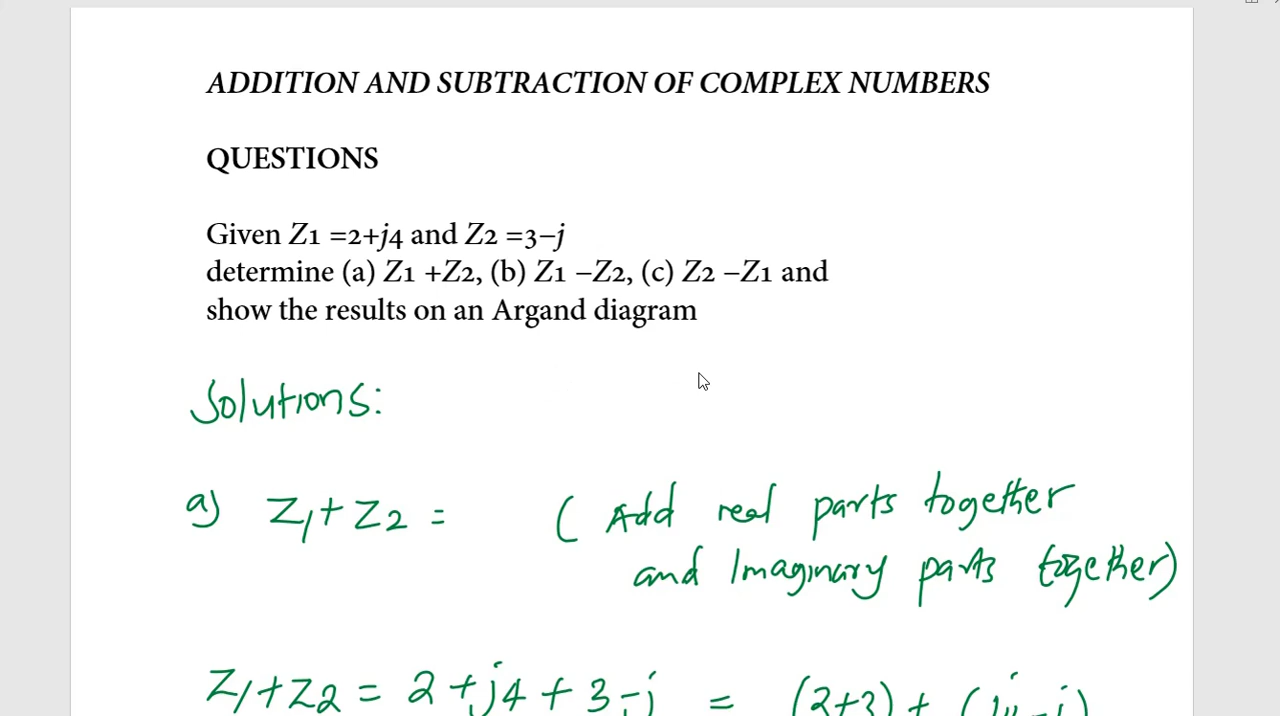 ADDITION AND SUBTRACTION OF COMPLEX NUMBERS
QUESTIONS
Given Z1 =2+j4 and Z2 =3−j
determine (a) Z1 +Z2, (b) Z1 −Z2, (c) Z2 −Z1 and
show the results on an Argand diagram
Solutions:
a) Z1+Z2 = ( Add real parts together
and Imaginary parts together)
Z1+Z2 = 2+j4 + 3-j = (2+3) + (j4-j)